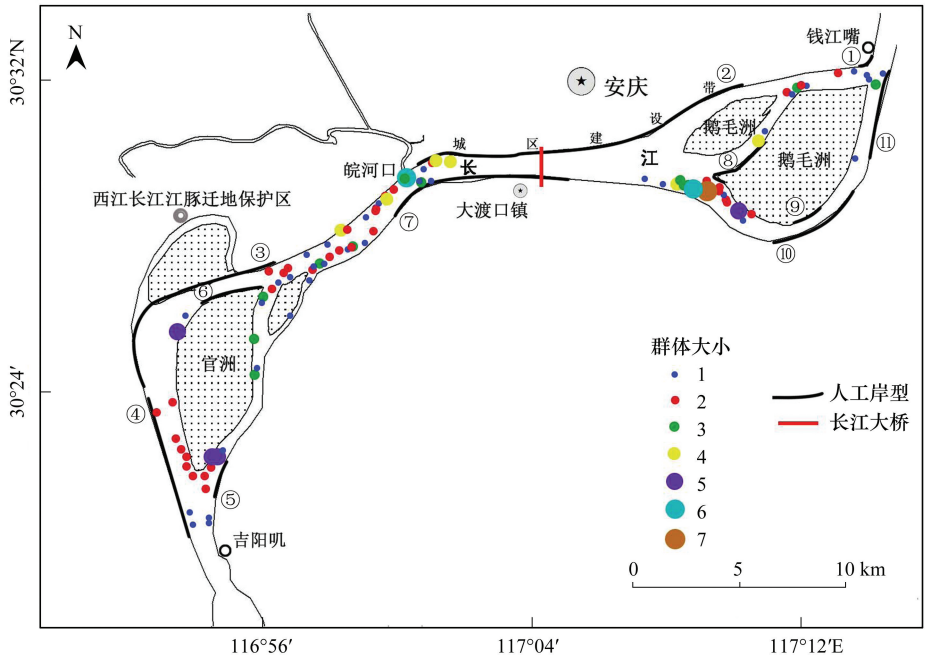 N
30°32′N
30°24′
钱江嘴
①
②
安庆
城区建设带
鹅毛洲
鹅毛洲
⑪
⑧
皖河口
长江
⑦
大渡口镇
⑨
⑩
西江长江江豚迁地保护区
③
⑥
官洲
④
⑤
吉阳矶
群体大小
1
2
3
4
5
6
7
人工岸型
长江大桥
0 5 10 km
116°56′ 117°04′ 117°12′E